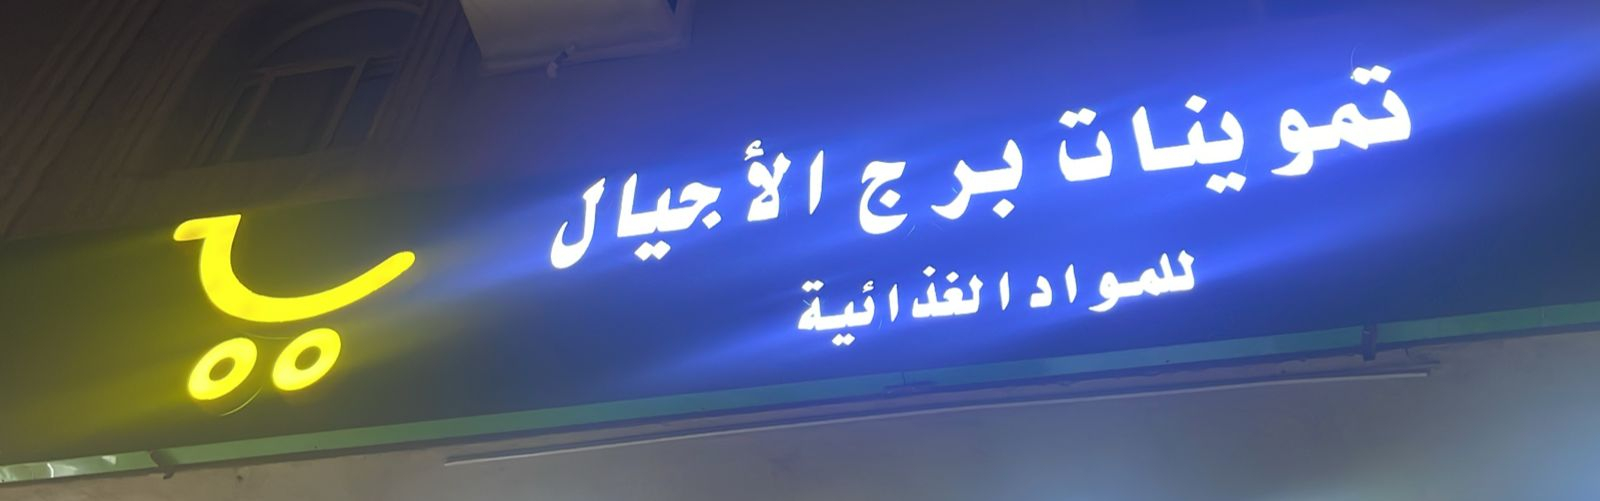 تموينات برج الأجيال
للمواد الغذائية